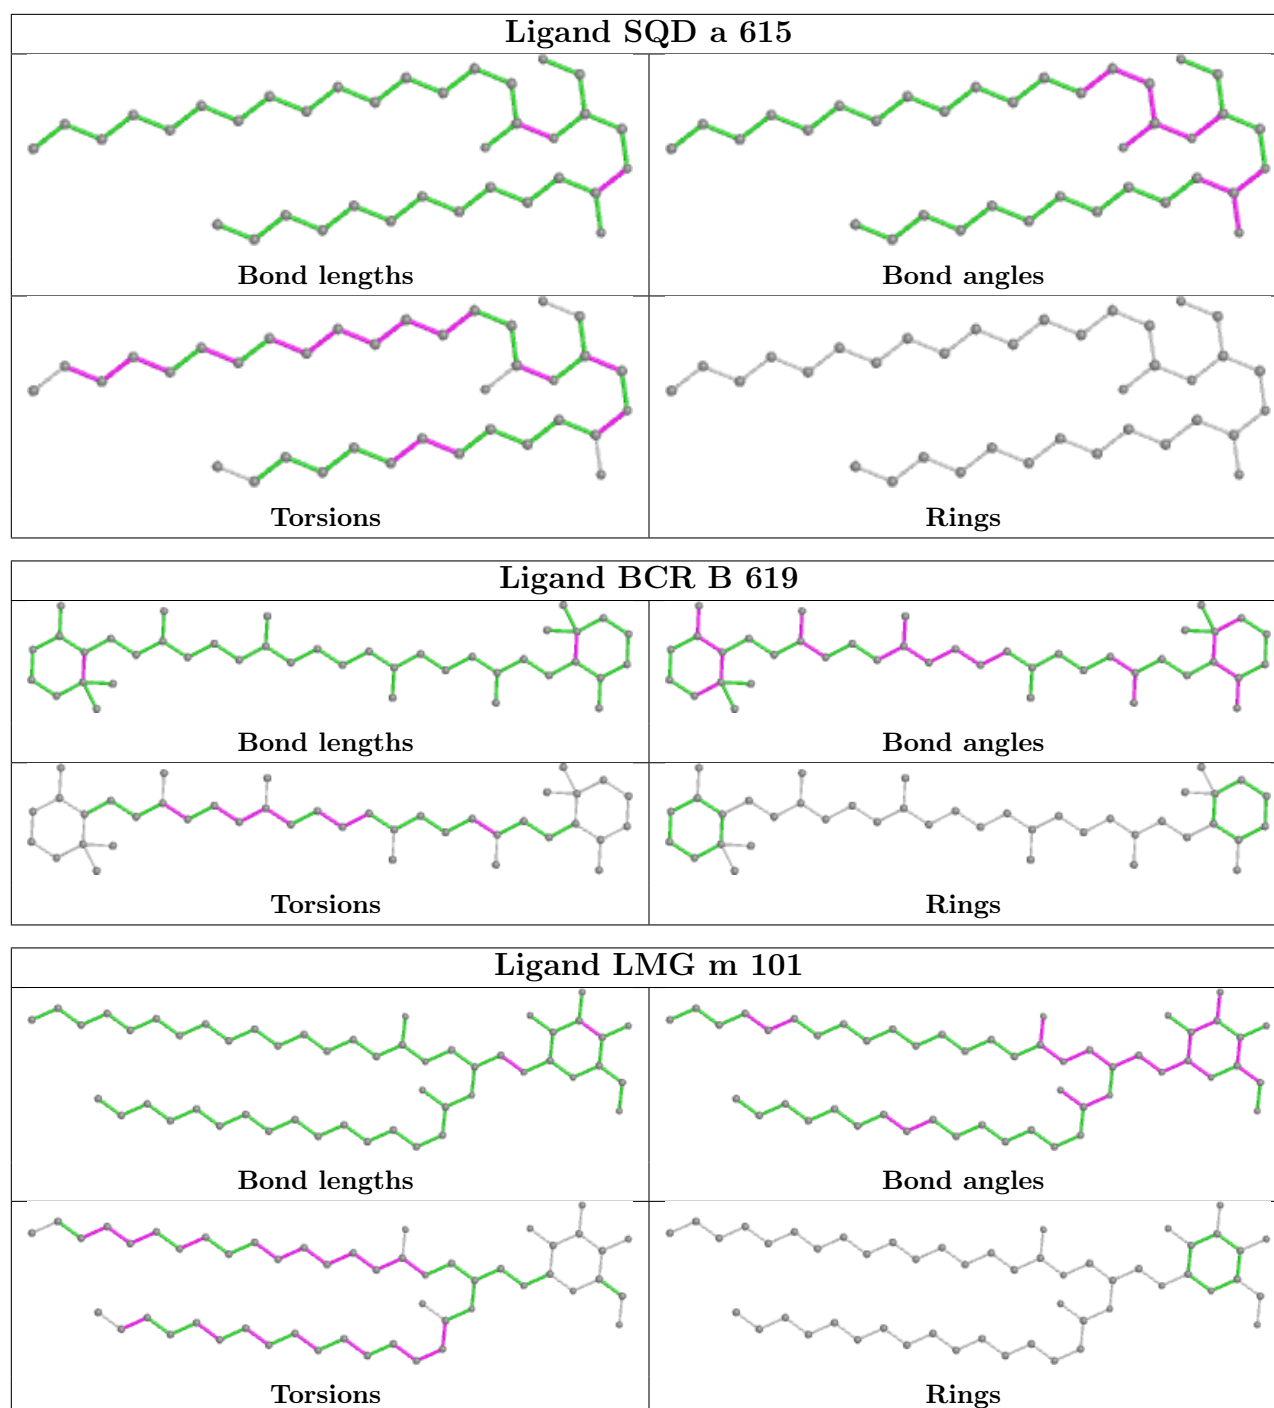 Ligand SQD a 615
Bond lengths
Bond angles
Torsions
Rings
Ligand BCR B 619
Bond lengths
Bond angles
Torsions
Rings
Ligand LMG m 101
Bond lengths
Bond angles
Torsions
Rings